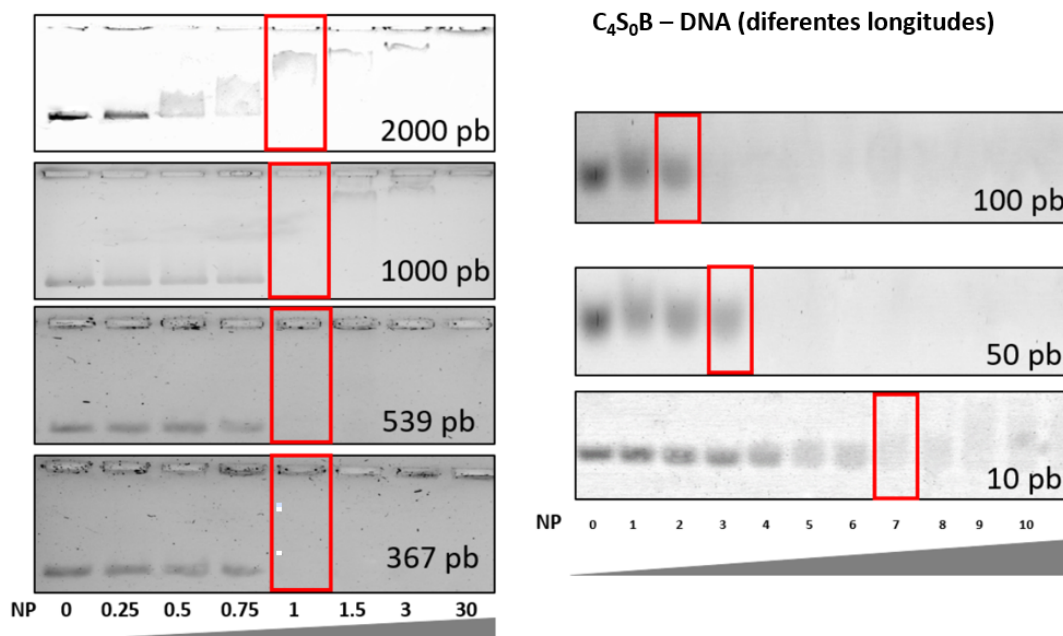 C₄S₀B – DNA (diferentes longitudes)
2000 pb
1000 pb
539 pb
367 pb
NP 0 0.25 0.5 0.75 1 1.5 3 30
100 pb
50 pb
10 pb
NP 0 1 2 3 4 5 6 7 8 9 10